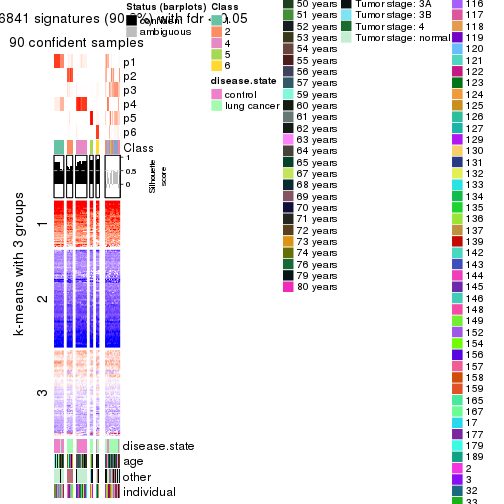 6841 signatures (90. %) with fdr < 0.05
90 confident samples
p1
p2
p3
p4
p5
p6
Class
1
0.5
0
Silhouette
score
k-means with 3 groups
1
2
3
disease.state
age
other
individual
Status (barplots)
confident
ambiguous
Class
1
2
4
5
6
disease.state
control
lung cancer
50 years
51 years
52 years
53 years
54 years
55 years
56 years
57 years
59 years
60 years
61 years
62 years
63 years
64 years
65 years
67 years
68 years
69 years
70 years
71 years
72 years
73 years
74 years
76 years
79 years
80 years
Tumor stage: 3A
Tumor stage: 3B
Tumor stage: 4
Tumor stage: normal
116
117
118
119
120
121
122
123
124
125
126
127
129
130
131
132
133
134
135
136
137
139
142
143
144
145
146
148
149
152
154
156
157
158
159
165
167
17
177
179
189
2
3
32
33